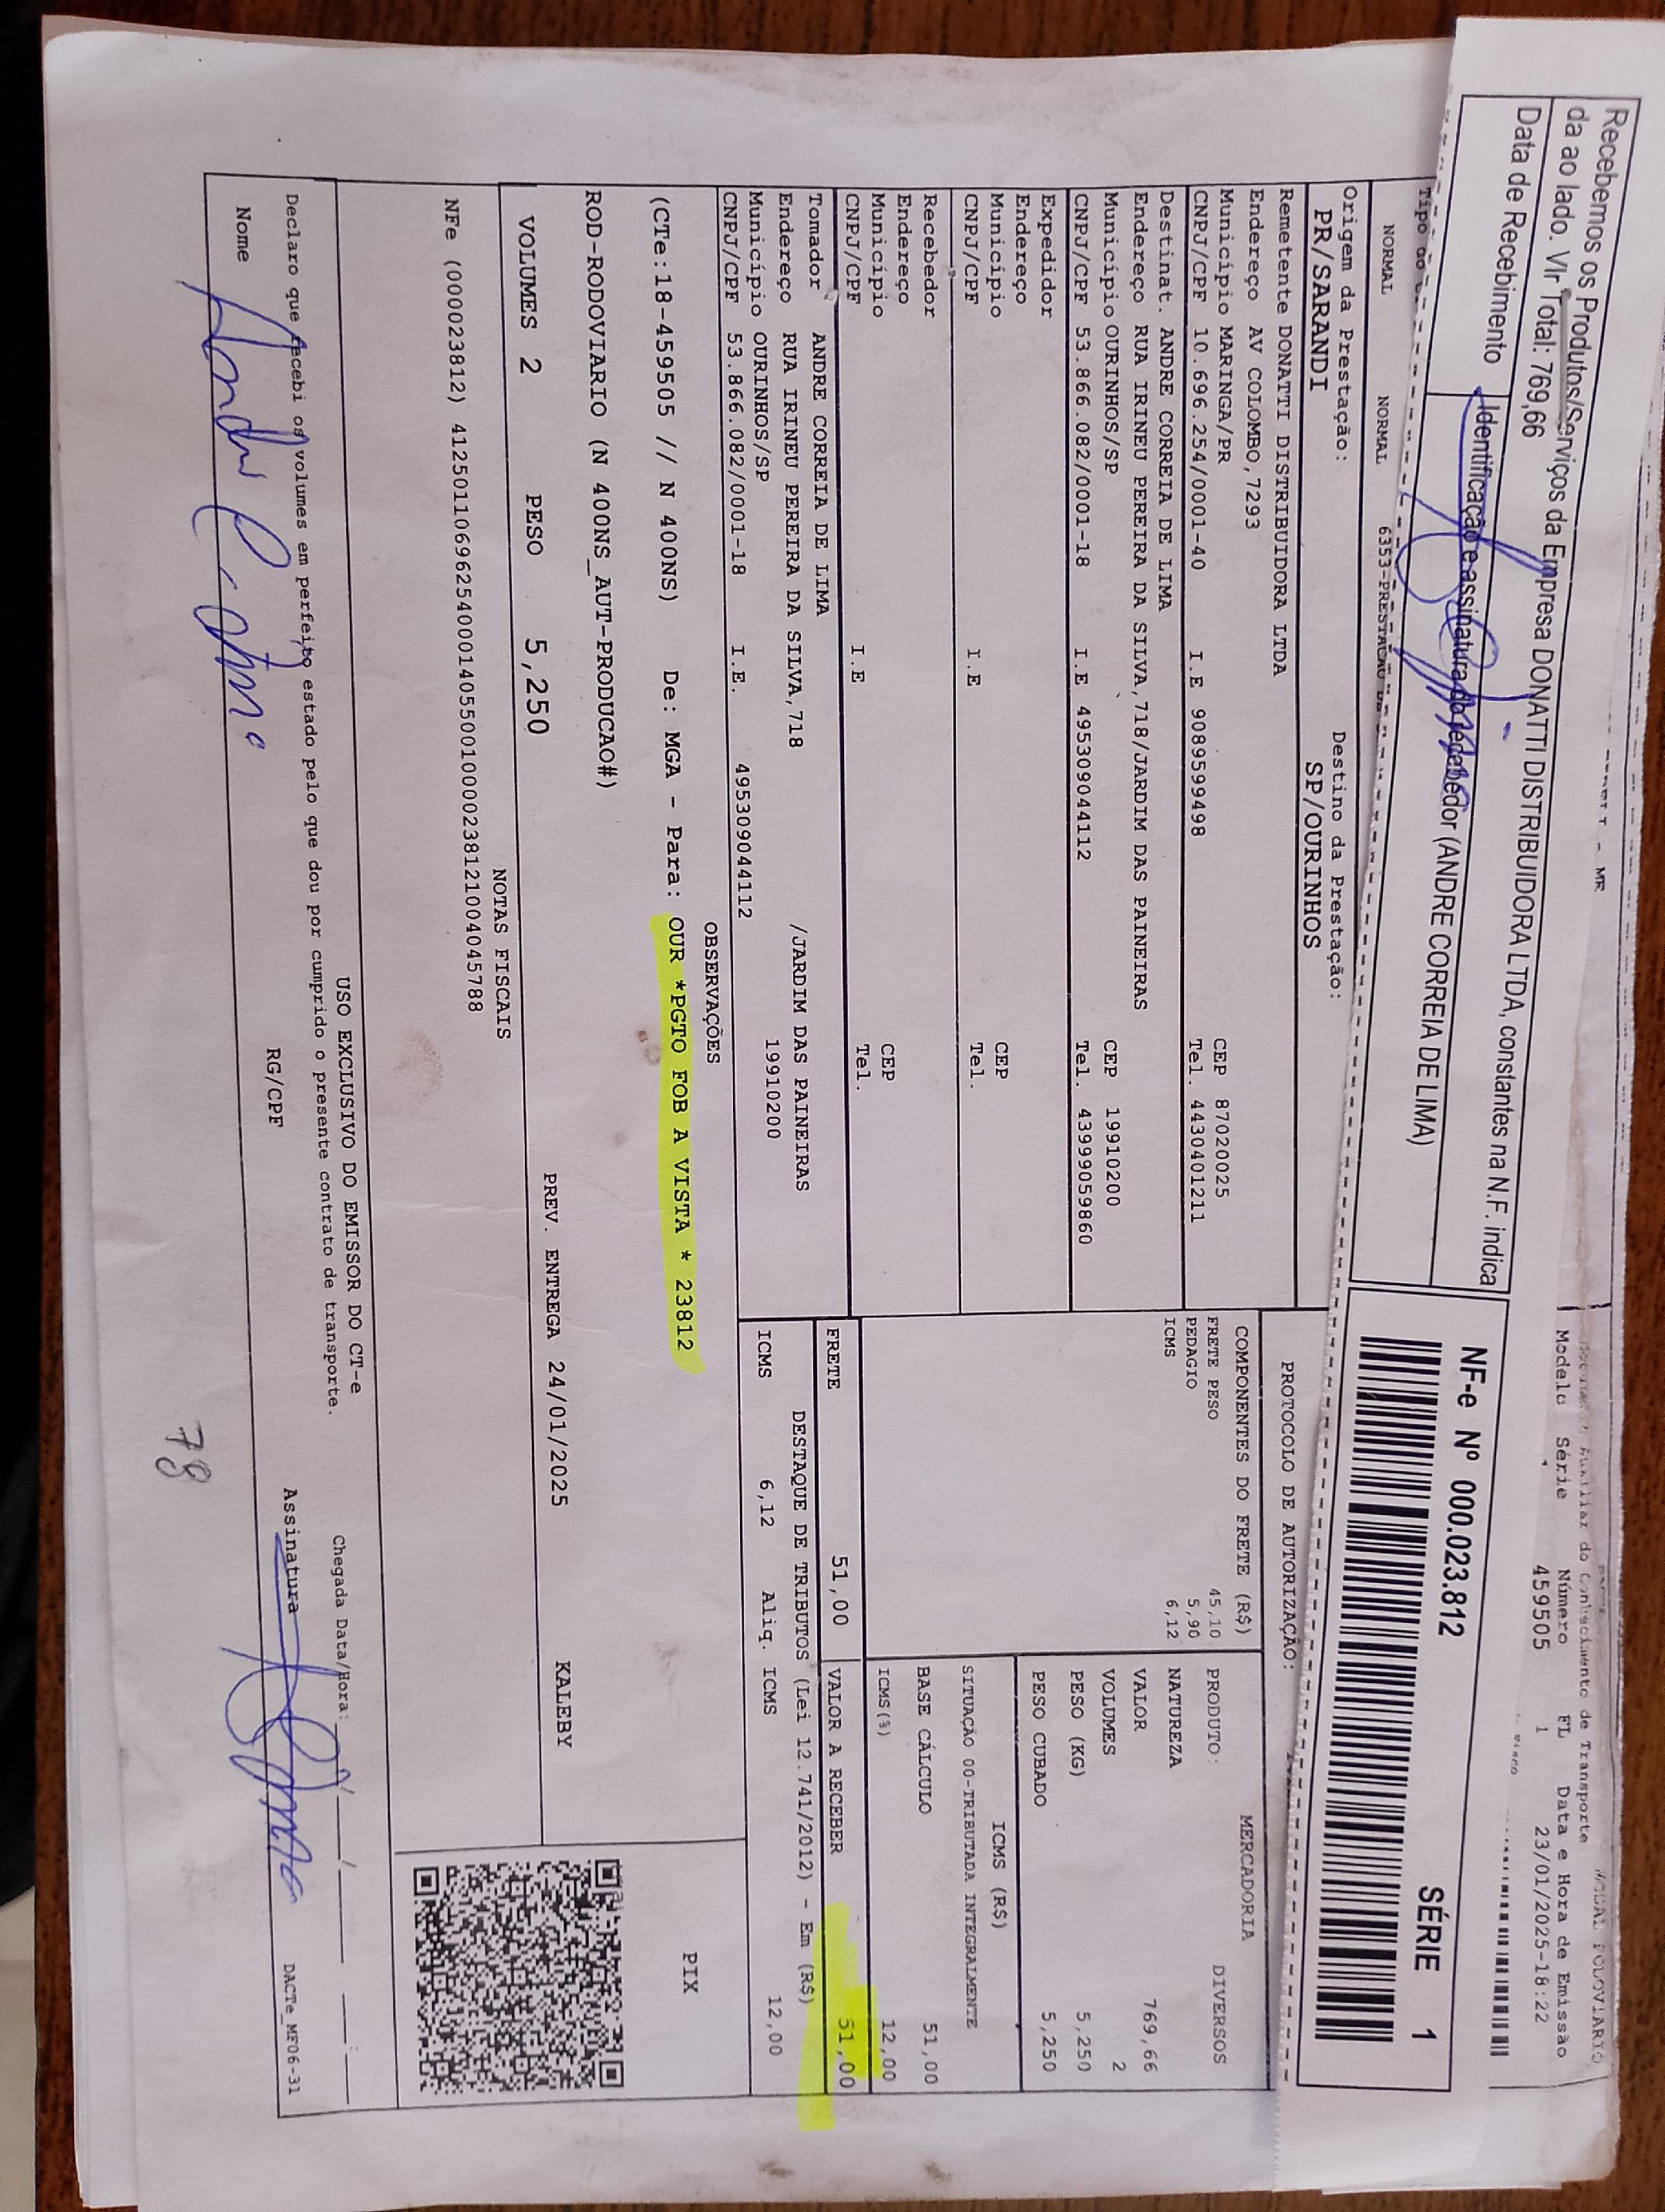 Recebemos os Produtos/Serviços da Empresa DONATTI DISTRIBUIDORA LTDA, constantes na N.F. indica
da ao lado. Vlr Total: 769,66
Data de Recebimento
Identificação e assinatura do recebedor (ANDRE CORREIA DE LIMA)
NF-e Nº 000.023.812
SÉRIE 1
MODAL RODOVIARIO
Auxiliar do Conhecimento de Transporte
Modelo Série Número FL Data e Hora de Emissão
459505 1 23/01/2025-18:22
NORMAL NORMAL 6353-PRESTACAO DE
Origem da Prestação:
PR/SARANDI
Destino da Prestação:
SP/OURINHOS
PROTOCOLO DE AUTORIZAÇÃO:
Remetente DONATTI DISTRIBUIDORA LTDA
Endereço AV COLOMBO,7293
Município MARINGA/PR CEP 87020025
CNPJ/CPF 10.696.254/0001-40 I.E 9089599498 Tel. 4430401211
Destinat. ANDRE CORREIA DE LIMA
Endereço RUA IRINEU PEREIRA DA SILVA,718/JARDIM DAS PAINEIRAS
Município OURINHOS/SP CEP 19910200
CNPJ/CPF 53.866.082/0001-18 I.E 495309044112 Tel. 43999059860
Expedidor
Endereço
Município CEP
CNPJ/CPF I.E Tel.
Recebedor
Endereço
Município CEP
CNPJ/CPF I.E Tel.
Tomador ANDRE CORREIA DE LIMA
Endereço RUA IRINEU PEREIRA DA SILVA,718 /JARDIM DAS PAINEIRAS
Município OURINHOS/SP 19910200
CNPJ/CPF 53.866.082/0001-18 I.E. 495309044112
COMPONENTES DO FRETE (R$)
FRETE PESO 45,10
PEDAGIO 5,90
ICMS 6,12
MERCADORIA
PRODUTO: DIVERSOS
NATUREZA
VALOR 769,66
VOLUMES 2
PESO (KG) 5,250
PESO CUBADO 5,250
ICMS (R$)
SITUAÇÃO 00-TRIBUTADA INTEGRALMENTE
BASE CÁLCULO 51,00
ICMS(%) 12,00
FRETE 51,00
VALOR A RECEBER 51,00
DESTAQUE DE TRIBUTOS (Lei 12.741/2012) - Em (R$)
ICMS 6,12 Aliq. ICMS 12,00
OBSERVAÇÕES
(CTe:18-459505 // N 400NS) De: MGA - Para: OUR *PGTO FOB A VISTA * 23812
ROD-RODOVIARIO (N 400NS_AUT-PRODUCAO#)
PIX
VOLUMES 2 PESO 5,250 PREV. ENTREGA 24/01/2025 KALEBY
NOTAS FISCAIS
NFe (000023812) 41250110696254000140550010000238121004045788
USO EXCLUSIVO DO EMISSOR DO CT-e
Declaro que recebi os volumes em perfeito estado pelo que dou por cumprido o presente contrato de transporte.
Chegada Data/Hora: / / :
Nome
RG/CPF
Assinatura
DACTe_MF06-31
78